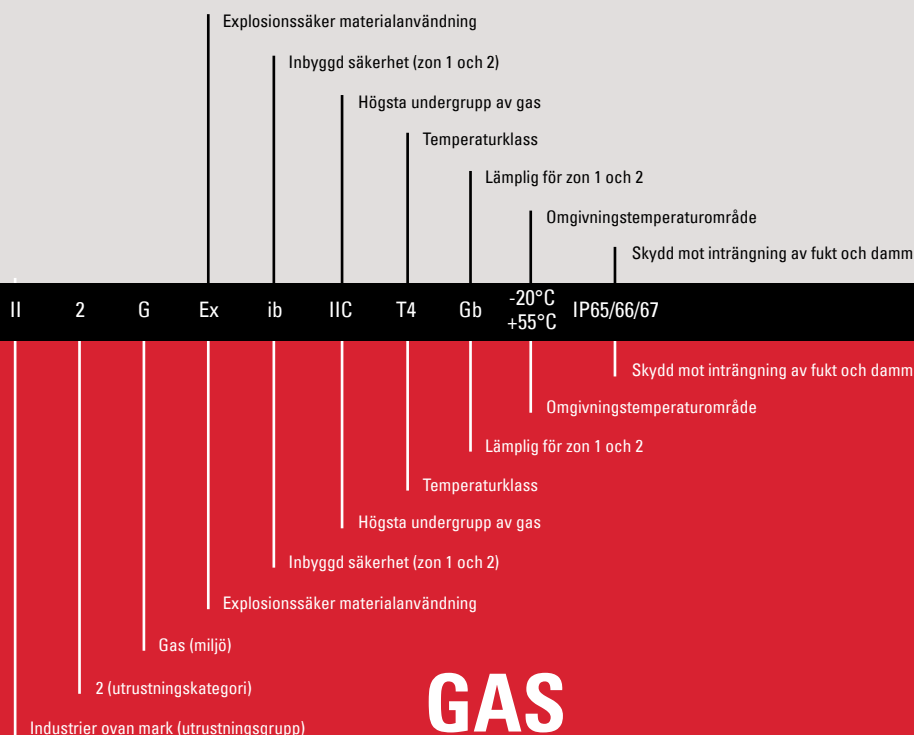 Explosionssäker materialanvändning
Inbyggd säkerhet (zon 1 och 2)
Högsta undergrupp av gas
Temperaturklass
Lämplig för zon 1 och 2
Omgivningstemperaturområde
Skydd mot inträngning av fukt och damm
II 2 G Ex ib IIC T4 Gb -20°C IP65/66/67
+55°C
Skydd mot inträngning av fukt och damm
Omgivningstemperaturområde
Lämplig för zon 1 och 2
Temperaturklass
Högsta undergrupp av gas
Inbyggd säkerhet (zon 1 och 2)
Explosionssäker materialanvändning
Gas (miljö)
2 (utrustningskategori)
GAS
Industrier ovan mark (utrustningsgrupp)